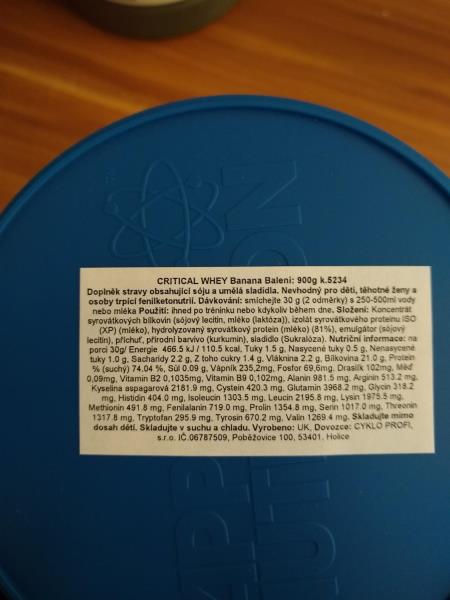 CRITICAL WHEY Banana Balení: 900g k.5234
Doplněk stravy obsahující sóju a umělá sladidla. Nevhodný pro děti, těhotné ženy a
osoby trpící fenilketonutrií. Dávkování: smíchejte 30 g (2 odměrky) s 250-500ml vody
nebo mléka Použití: ihned po tréninku nebo kdykoliv během dne. Složení: Koncentrát
syrovátkových bílkovin (sójový lecitin, mléko (laktóza)), izolát syrovátkového proteinu ISO
(XP) (mléko), hydrolyzovaný syrovátkový protein (mléko) (81%), emulgátor (sójový
lecitin), příchuť, přírodní barvivo (kurkumin), sladidlo (Sukralóza). Nutriční informace: na
porci 30g/ Energie 466.5 kJ / 110.5 kcal, Tuky 1.5 g, Nasycené tuky 0.5 g, Nenasycené
tuky 1.0 g, Sacharidy 2.2 g, Z toho cukry 1.4 g, Vláknina 2.2 g, Bílkovina 21.0 g, Protein
% (suchý) 74.04 %, Sůl 0.09 g, Vápník 235,2mg, Fosfor 69,6mg, Draslík 102mg, Měď
0,09mg, Vitamin B2 0,1035mg, Vitamin B9 0,102mg, Alanin 981.5 mg, Arginin 513.2 mg,
Kyselina aspagarová 2181.9 mg, Cystein 420.3 mg, Glutamin 3968.2 mg, Glycin 318.2
mg, Histidin 404.0 mg, Isoleucin 1303.5 mg, Leucin 2195.8 mg, Lysin 1975.5 mg,
Methionin 491.8 mg, Fenilalanin 719.0 mg, Prolin 1354.8 mg, Serin 1017.0 mg, Threonin
1317.8 mg, Tryptofan 295.9 mg, Tyrosin 670.2 mg, Valin 1269.4 mg. Skladujte mimo
dosah dětí. Skladujte v suchu a chladu. Vyrobeno: UK, Dovozce: CYKLO PROFI,
s.r.o. IČ.06787509, Poběžovice 100, 53401, Holice